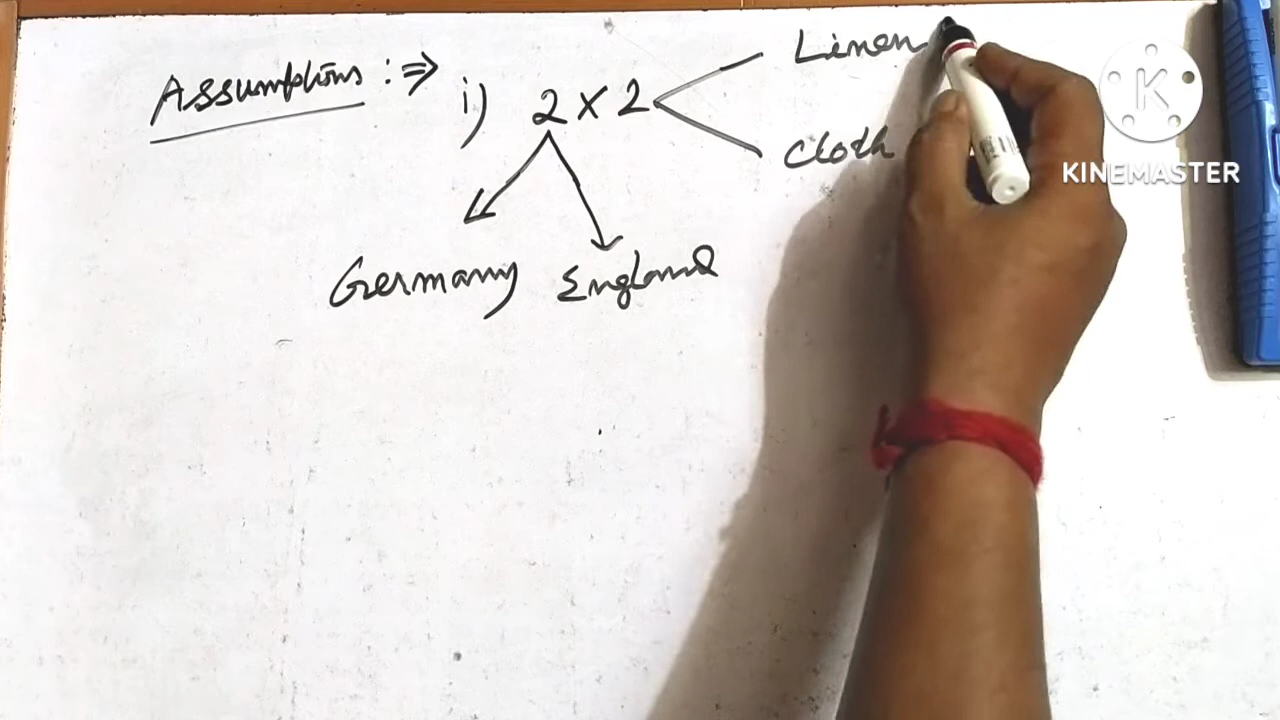 Assumptions :⇒
i) 2 x 2
Linen
Cloth
Germany England
K
KINEMASTER